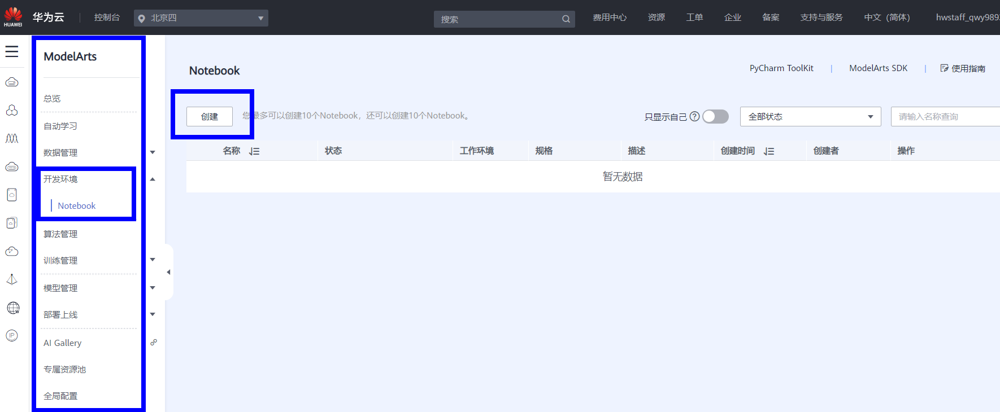 HUAWEI 华为云 控制台 北京四 搜索 费用中心 资源 工单 企业 备案 支持与服务 中文（简体） hwstaff_qwy989
ModelArts
总览
自动学习
数据管理
开发环境
Notebook
算法管理
训练管理
模型管理
部署上线
AI Gallery
专属资源池
全局配置
Notebook
PyCharm ToolKit | ModelArts SDK | 使用指南
创建 您最多可以创建10个Notebook，还可以创建10个Notebook。 只显示自己 ? 全部状态 请输入名称查询
名称 状态 工作环境 规格 描述 创建时间 创建者 操作
暂无数据
IP
W